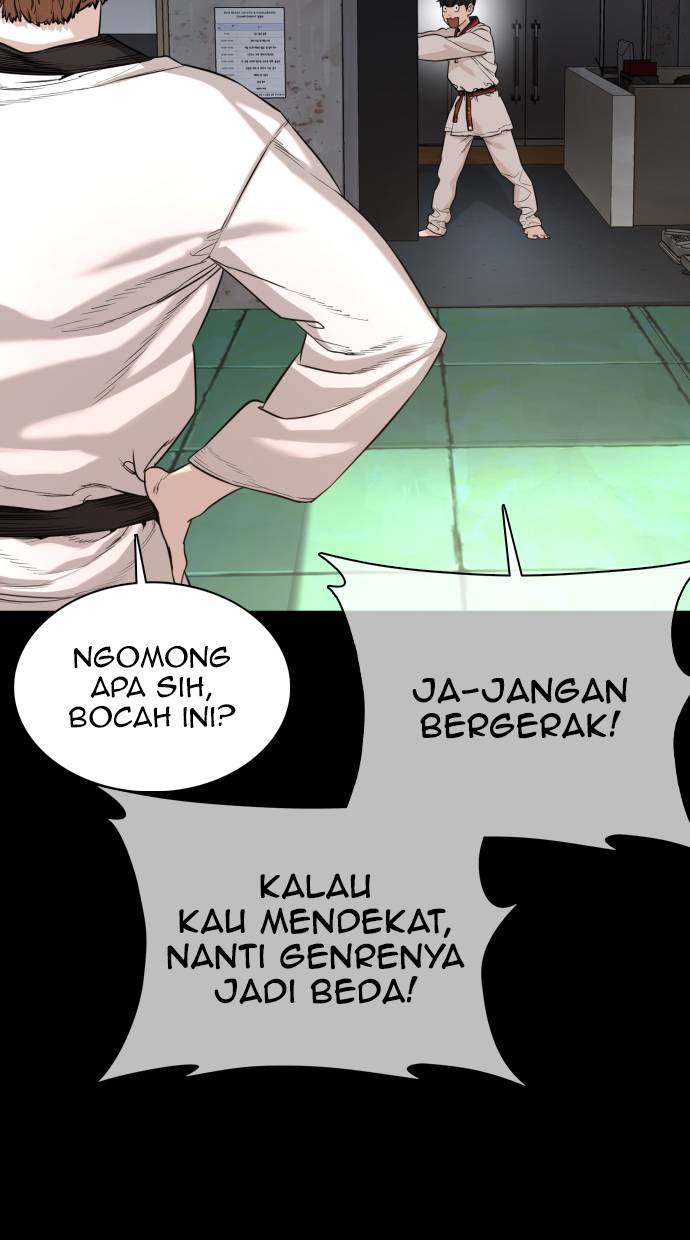 NGOMONG
APA SIH,
BOCAH INI?
JA-JANGAN
BERGERAK!
KALAU
KAU MENDEKAT,
NANTI GENRENYA
JADI BEDA!